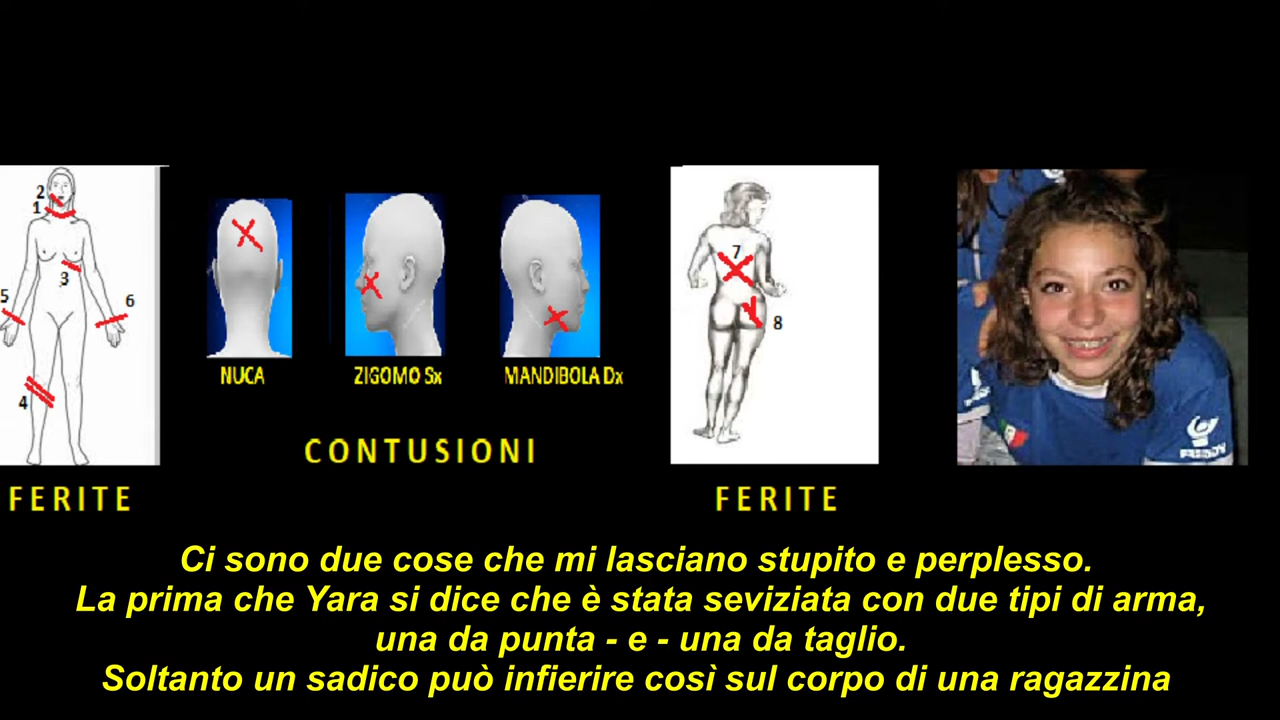 2
1
3
5
6
4
7
8
NUCA
ZIGOMO Sx
MANDIBOLA Dx
CONTUSIONI
FERITE
FERITE
FREDDY
Ci sono due cose che mi lasciano stupito e perplesso.
La prima che Yara si dice che è stata seviziata con due tipi di arma,
una da punta - e - una da taglio.
Soltanto un sadico può infierire così sul corpo di una ragazzina